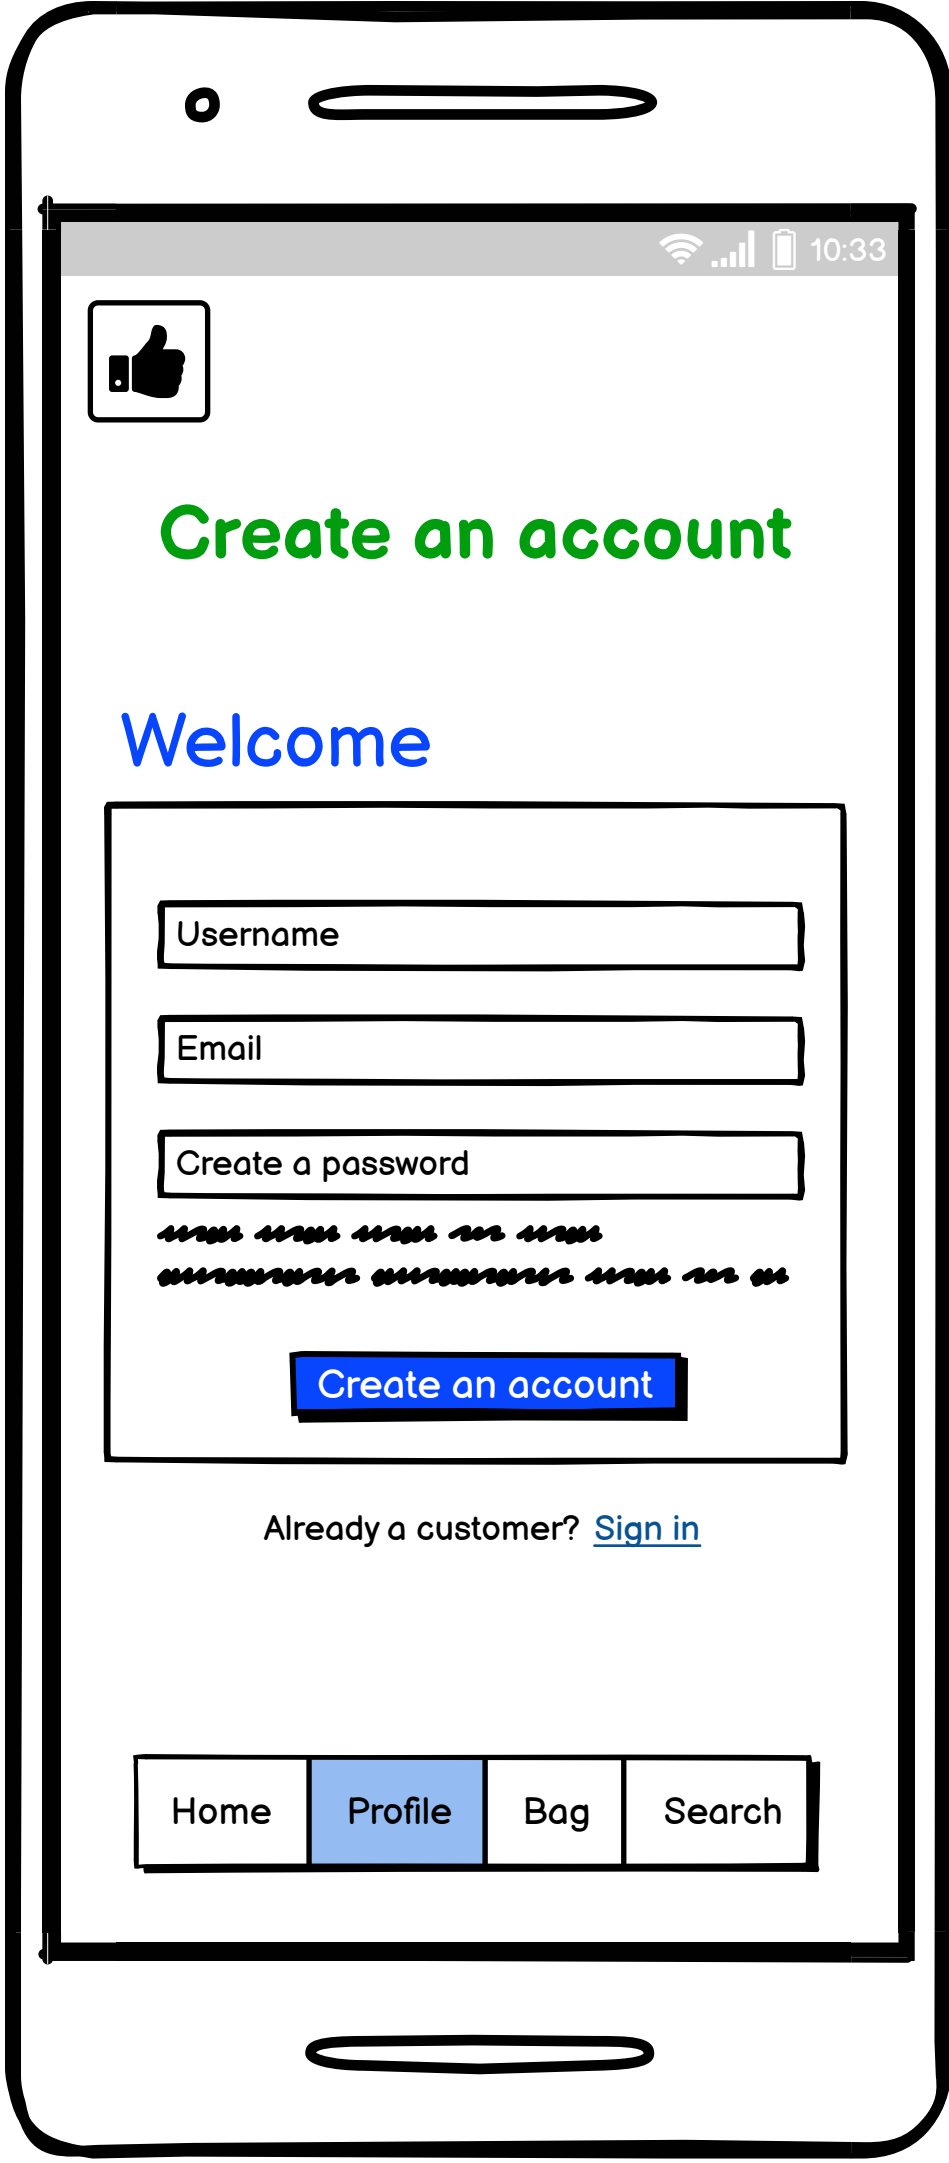 10:33
Create an account
Welcome
Username
Email
Create a password
Create an account
Already a customer? Sign in
Home Profile Bag Search